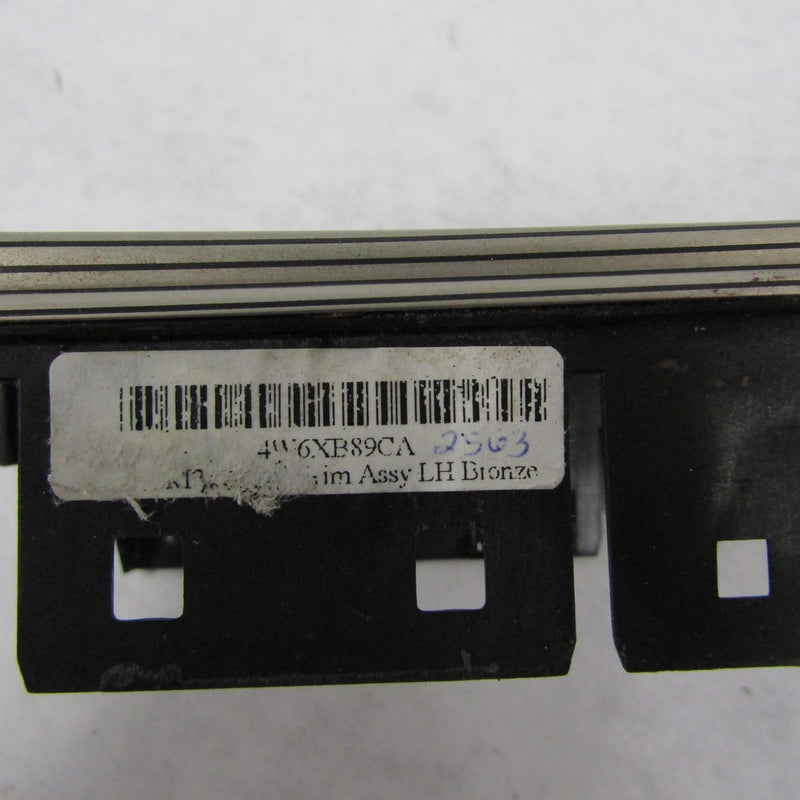 4W6XB89CA 2563
im Assy LH Bronze